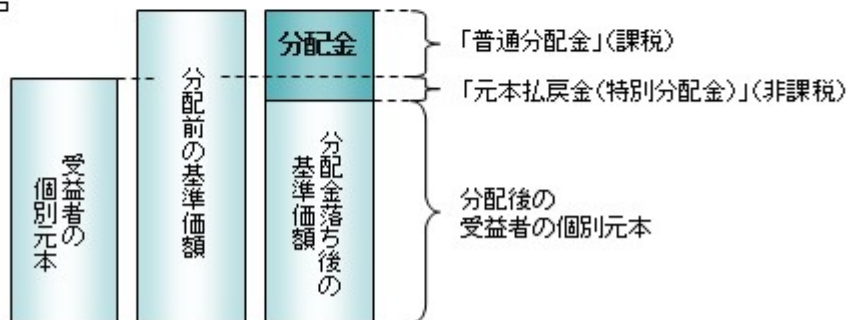 受益者の
個別元本
分配前の基準価額
分配金
分配金落ち後の
基準価額
「普通分配金」(課税)
「元本払戻金(特別分配金)」(非課税)
分配後の
受益者の個別元本